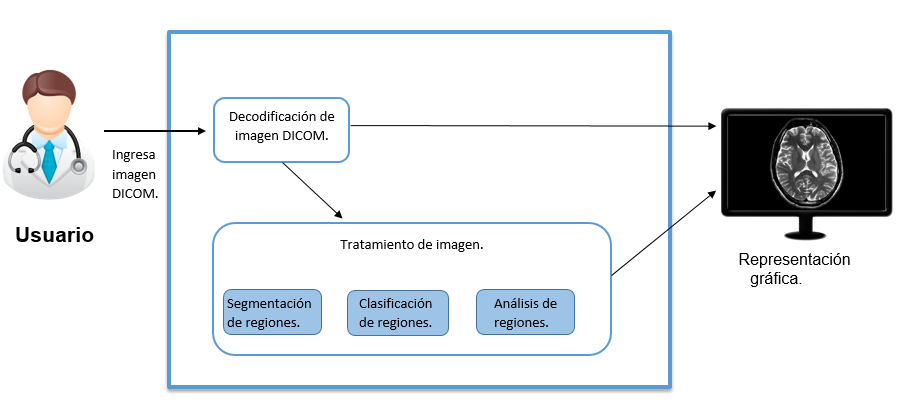 Usuario
Ingresa
imagen
DICOM.
Decodificación de
imagen DICOM.
Tratamiento de imagen.
Segmentación
de regiones.
Clasificación
de regiones.
Análisis de
regiones.
Representación
gráfica.